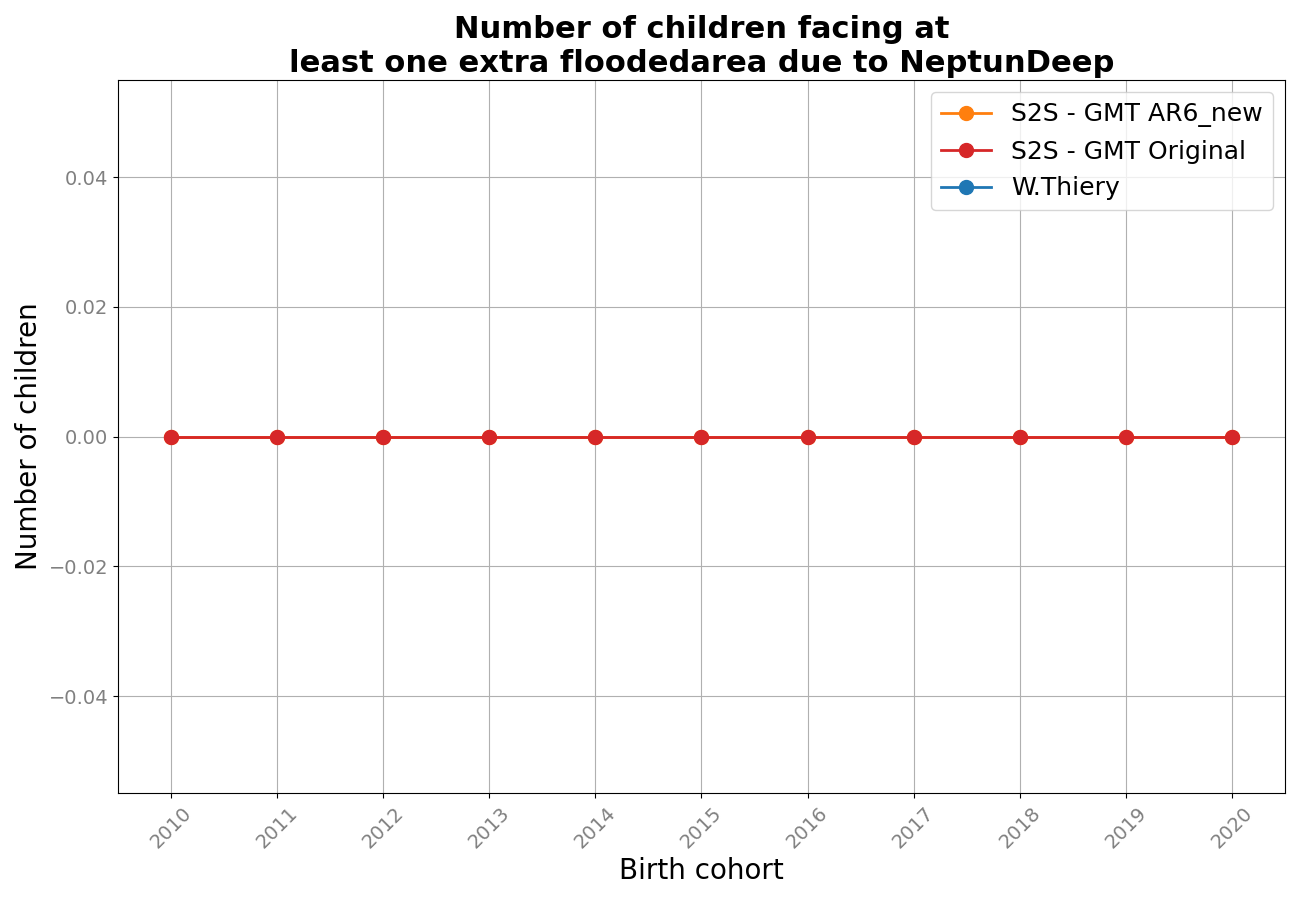 Number of children facing at
least one extra floodedarea due to NeptunDeep
S2S - GMT AR6_new
S2S - GMT Original
W.Thiery
Number of children
0.04
0.02
0.00
−0.02
−0.04
2010 2011 2012 2013 2014 2015 2016 2017 2018 2019 2020
Birth cohort